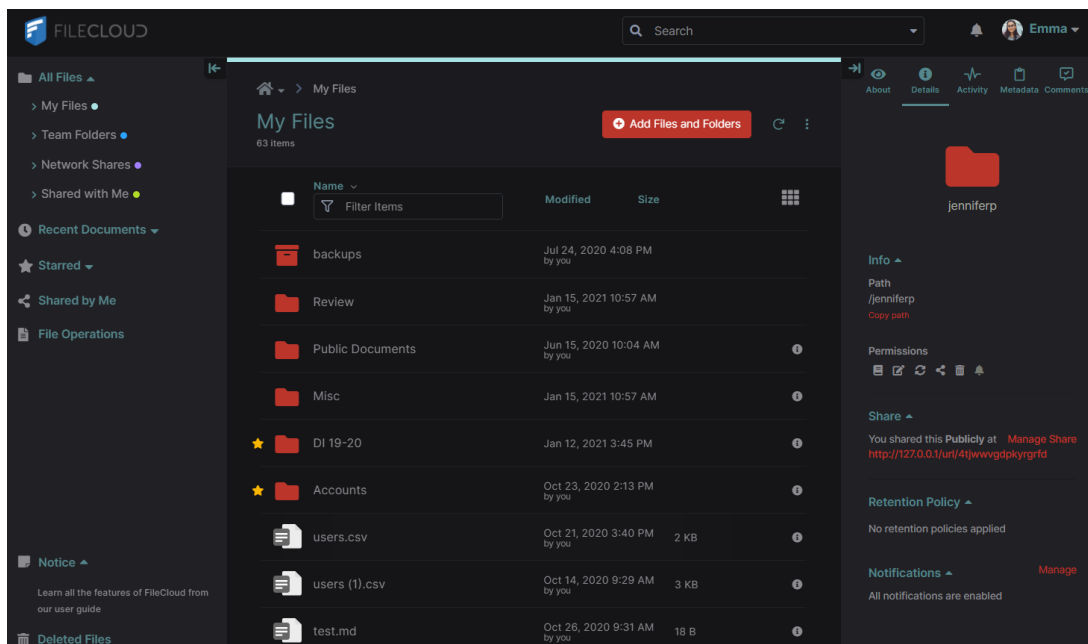 FILECLOUD
Search
Emma
All Files
My Files
Team Folders
Network Shares
Shared with Me
Recent Documents
Starred
Shared by Me
File Operations
Notice
Learn all the features of FileCloud from
our user guide
Deleted Files
My Files
My Files
63 items
Add Files and Folders
Name
Filter Items
Modified
Size
backups
Jul 24, 2020 4:08 PM
by you
Review
Jan 15, 2021 10:57 AM
by you
Public Documents
Jun 15, 2020 10:04 AM
by you
Misc
Jan 15, 2021 10:57 AM
DI 19-20
Jan 12, 2021 3:45 PM
Accounts
Oct 23, 2020 2:13 PM
by you
users.csv
Oct 21, 2020 3:40 PM
by you
2 KB
users (1).csv
Oct 14, 2020 9:29 AM
by you
3 KB
test.md
Oct 26, 2020 9:31 AM
by you
18 B
About
Details
Activity
Metadata
Comments
jenniferp
Info
Path
/jenniferp
Copy path
Permissions
Share
You shared this Publicly at
Manage Share
http://127.0.0.1/url/4tjwwvgdpkyrgrfd
Retention Policy
No retention policies applied
Notifications
Manage
All notifications are enabled